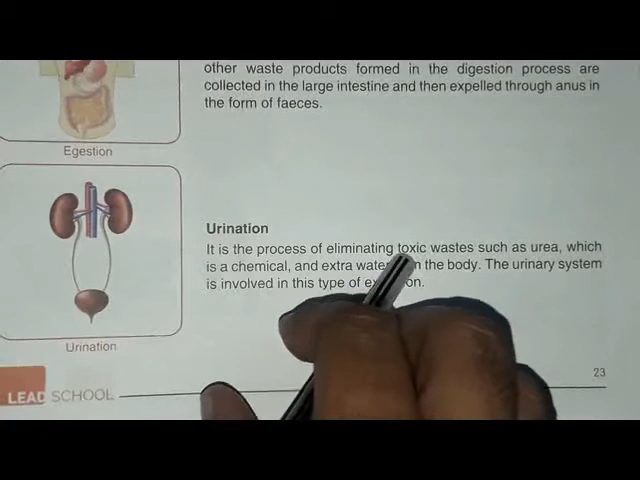 other waste products formed in the digestion process are
collected in the large intestine and then expelled through anus in
the form of faeces.
Egestion
Urination
It is the process of eliminating toxic wastes such as urea, which
is a chemical, and extra water the body. The urinary system
is involved in this type of
Urination
23
LEAD SCHOOL